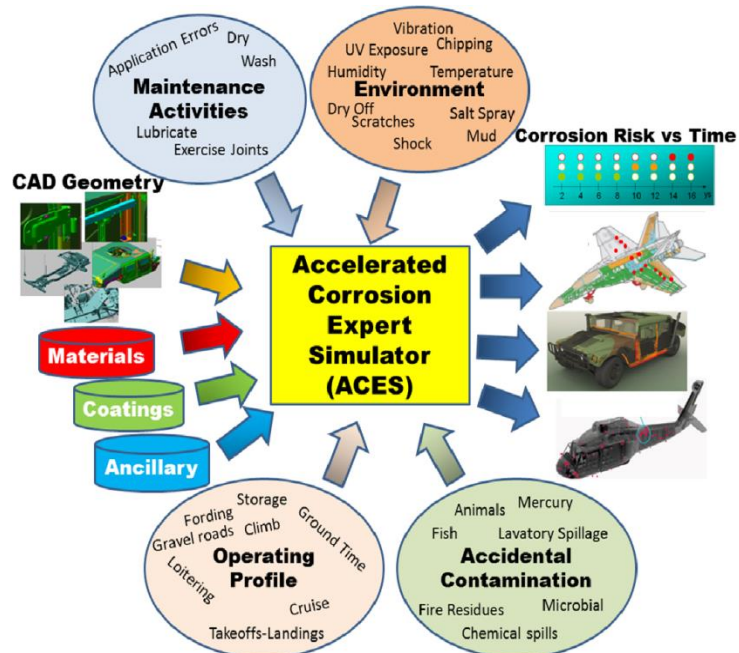 Application Errors
Dry
Wash
Maintenance
Activities
Lubricate
Exercise Joints
Vibration
UV Exposure
Chipping
Humidity
Temperature
Environment
Dry Off
Scratches
Salt Spray
Shock
Mud
Corrosion Risk vs Time
2 4 6 8 10 12 14 16 yrs
CAD Geometry
Materials
Coatings
Ancillary
Accelerated
Corrosion
Expert
Simulator
(ACES)
Storage
Fording
Gravel roads
Climb
Ground Time
Operating
Profile
Loitering
Cruise
Takeoffs-Landings
Animals
Mercury
Fish
Lavatory Spillage
Accidental
Contamination
Fire Residues
Microbial
Chemical spills